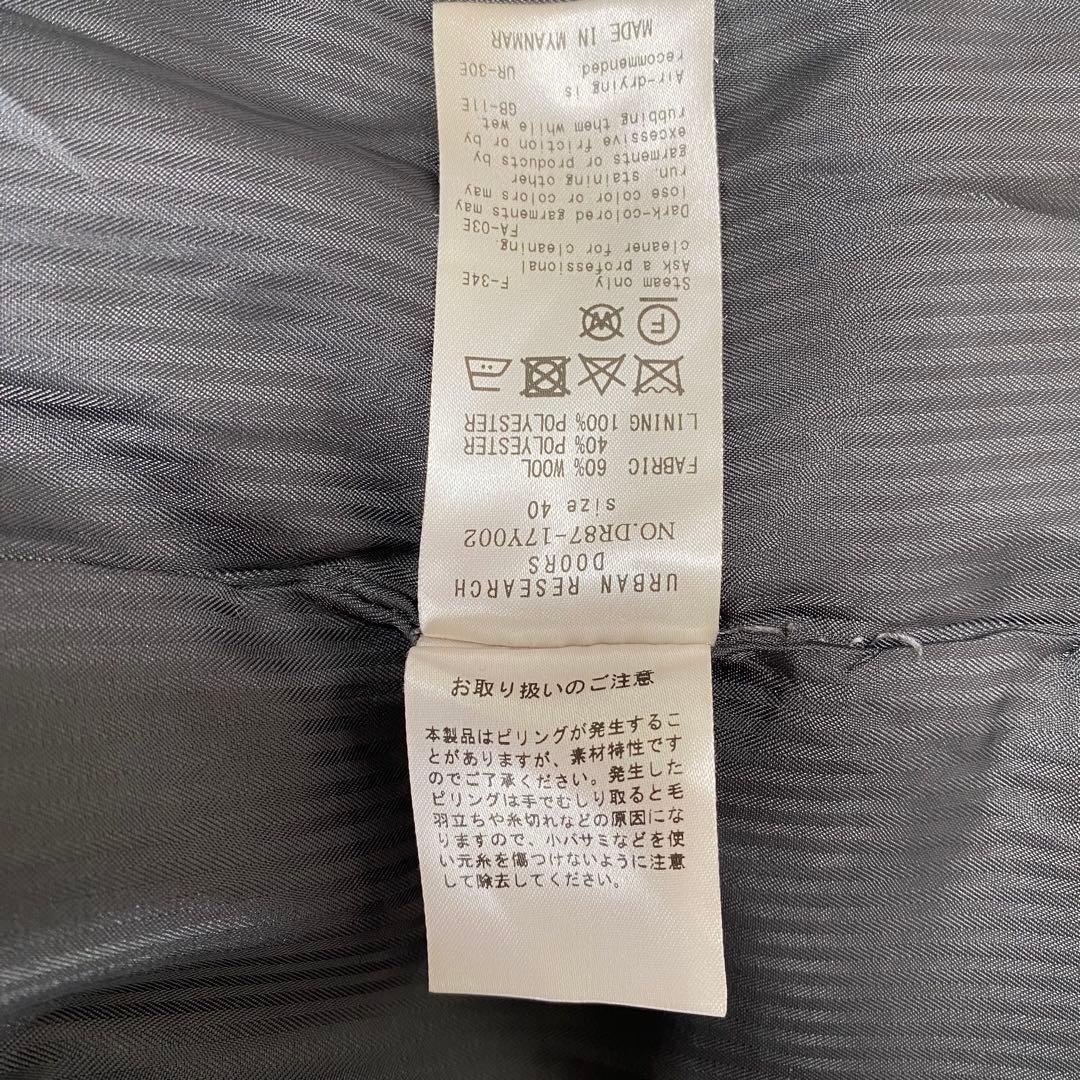 URBAN RESEARCH
DOORS
NO.DR87-17Y002
size 40
FABRIC 60% WOOL
40% POLYESTER
LINING 100% POLYESTER
F
W
Steam only F-34E
Ask a professional
cleaner for cleaning.
FA-03E
Dark-colored garments may
lose color or color may
run, staining other
garments or products by
excessive friction or by
rubbing them while wet
GB-11E
Air-drying is
recommended UR-30E
MADE IN MYANMAR
お取り扱いのご注意
本製品はピリングが発生するこ
とがありますが、素材特性です
のでご了承ください。発生した
ピリングは手でむしり取ると毛
羽立ちや糸切れなどの原因にな
りますので、小バサミなどを使
い元糸を傷つけないように注意
して除去してください。